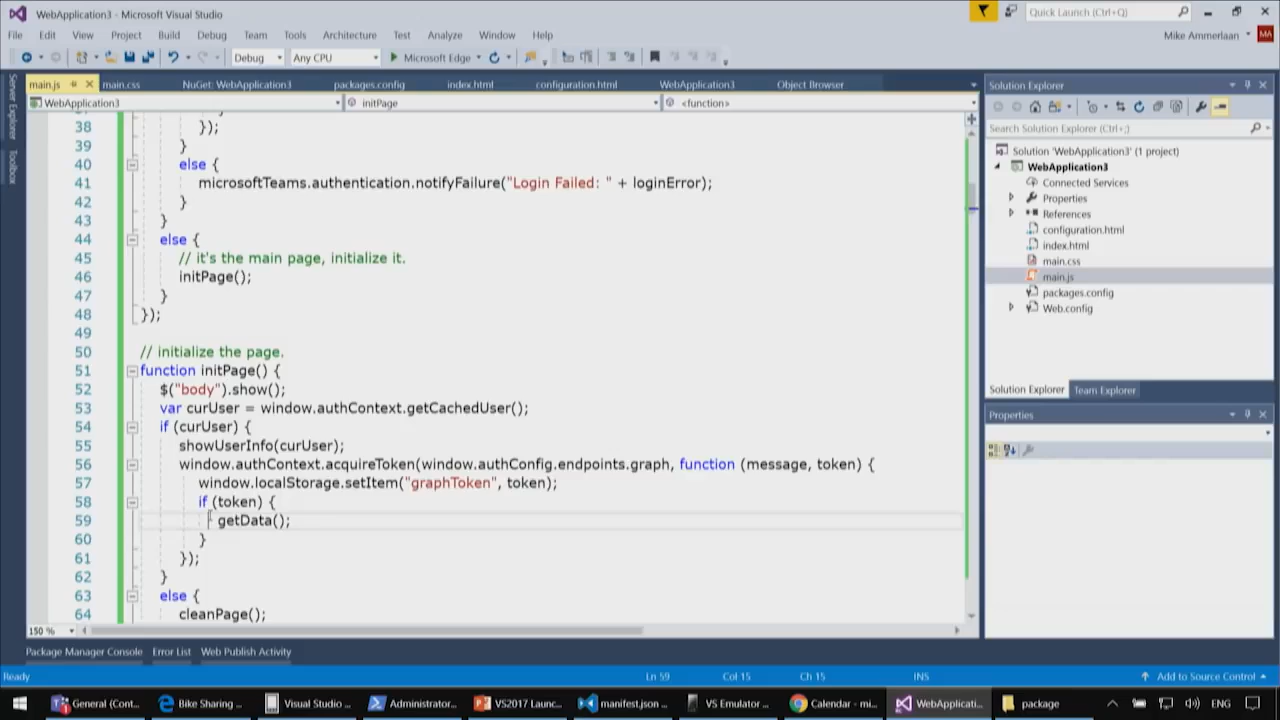 WebApplication3 - Microsoft Visual Studio
Quick Launch (Ctrl+Q)
File Edit View Project Build Debug Team Tools Architecture Test Analyze Window Help
Mike Ammerlaan MA
Debug Any CPU Microsoft Edge
main.js main.css NuGet: WebApplication3 packages.config index.html configuration.html WebApplication3 Object Browser
WebApplication3 initPage <function>
Server Explorer
Toolbox
38 });
39 }
40 else {
41 microsoftTeams.authentication.notifyFailure("Login Failed: " + loginError);
42 }
43 }
44 else {
45 // it's the main page, initialize it.
46 initPage();
47 }
48 });
49
50 // initialize the page.
51 function initPage() {
52 $("body").show();
53 var curUser = window.authContext.getCachedUser();
54 if (curUser) {
55 showUserInfo(curUser);
56 window.authContext.acquireToken(window.authConfig.endpoints.graph, function (message, token) {
57 window.localStorage.setItem("graphToken", token);
58 if (token) {
59 getData();
60 }
61 });
62 }
63 else {
64 cleanPage();
150 %
Solution Explorer
Search Solution Explorer (Ctrl+;)
Solution 'WebApplication3' (1 project)
WebApplication3
Connected Services
Properties
References
configuration.html
index.html
main.css
main.js
packages.config
Web.config
Solution Explorer Team Explorer
Properties
Package Manager Console Error List Web Publish Activity
Ready Ln 59 Col 15 Ch 15 INS Add to Source Control
General (Cont... Bike Sharing ... Visual Studio ... Administrator... VS2017 Launc... manifest.json ... VS Emulator ... Calendar - mi... WebApplicati... package ENG